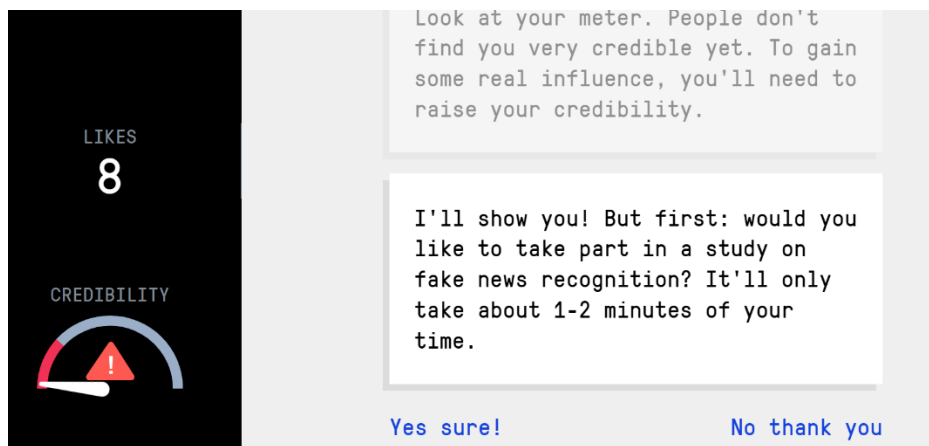 Look at your meter. People don't
find you very credible yet. To gain
some real influence, you'll need to
raise your credibility.
LIKES
8
I'll show you! But first: would you
like to take part in a study on
fake news recognition? It'll only
take about 1-2 minutes of your
time.
CREDIBILITY
!
Yes sure!
No thank you